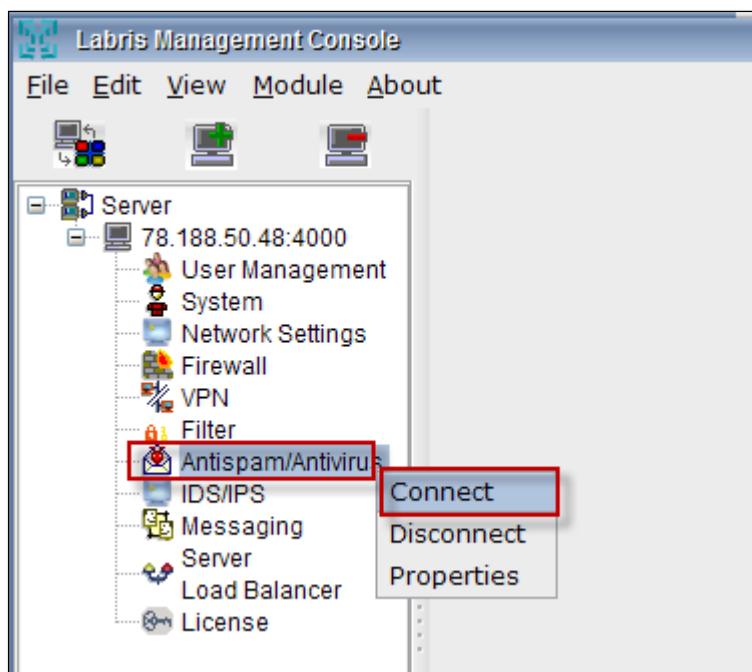 Labris Management Console
File Edit View Module About
Server
78.188.50.48:4000
User Management
System
Network Settings
Firewall
VPN
Filter
Antispam/Antivirus
Connect
IDS/IPS
Disconnect
Messaging
Properties
Server
Load Balancer
License